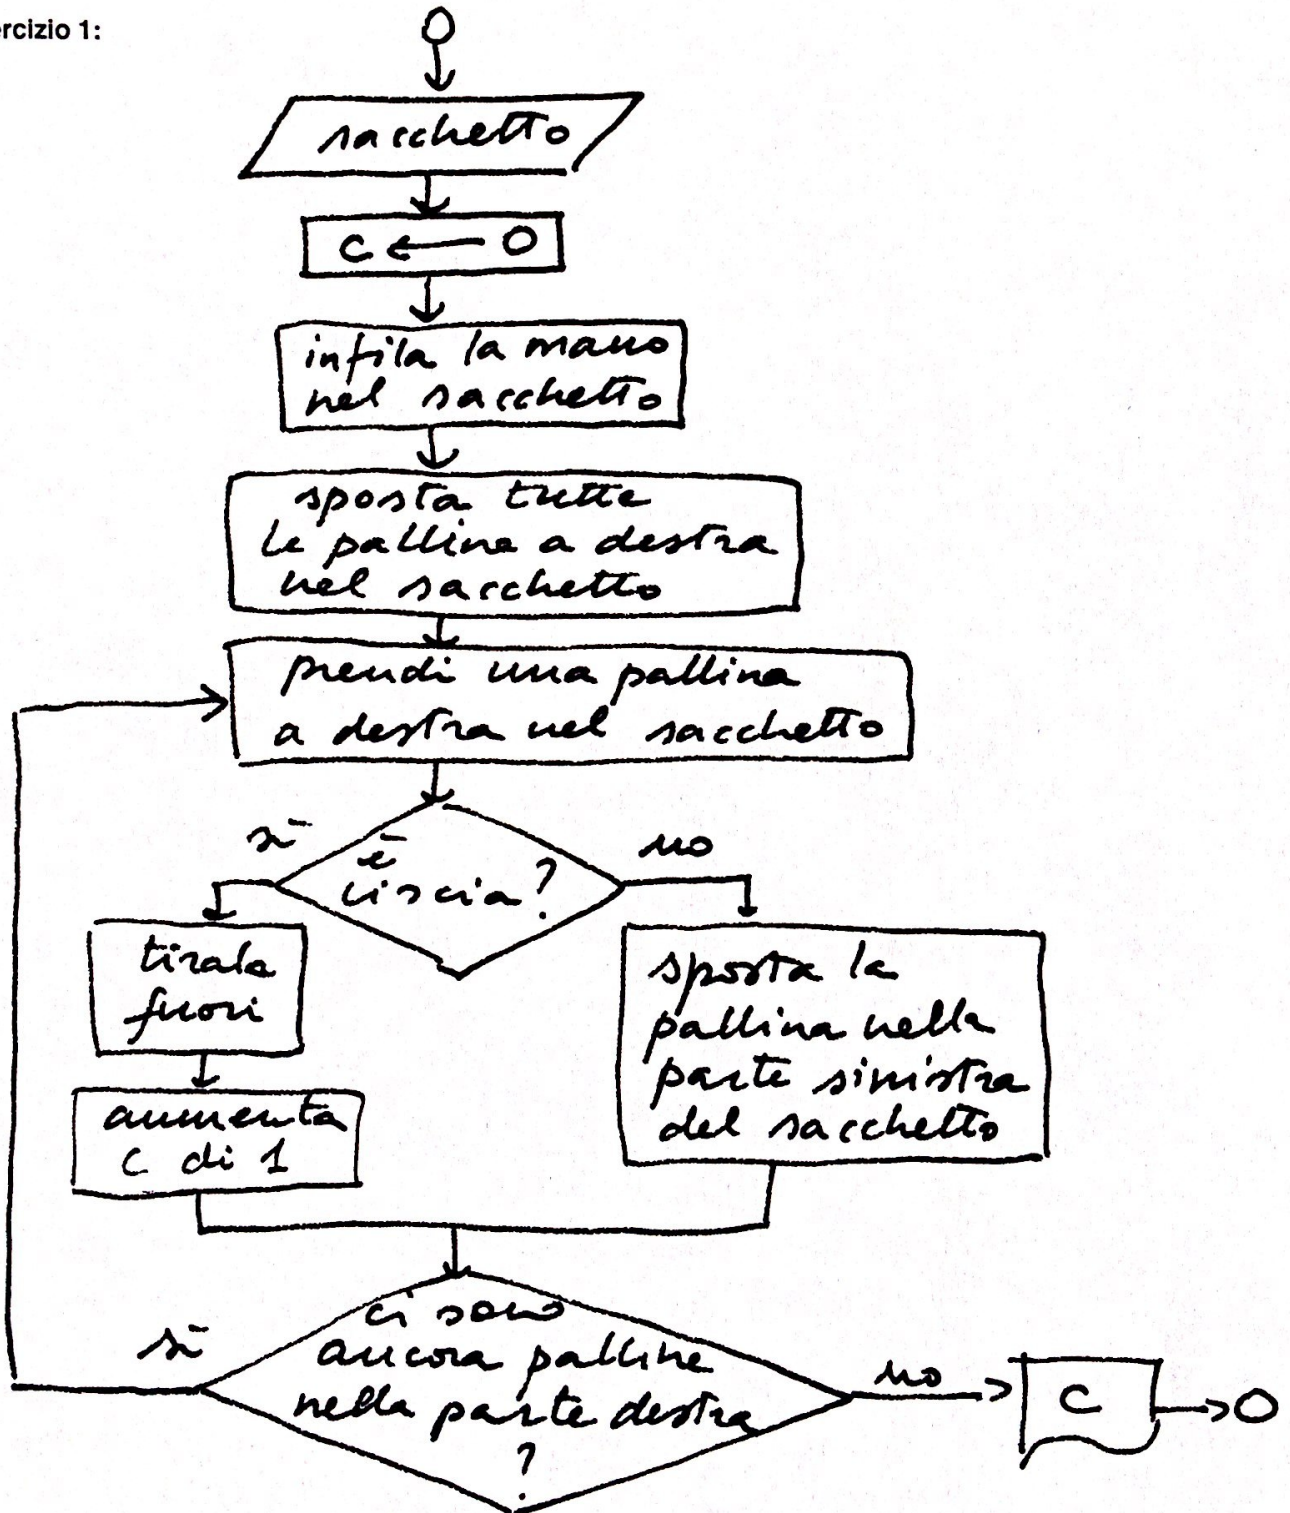 ercizio 1:
sacchetto
C ← 0
infila la mano
nel sacchetto
sposta tutte
le palline a destra
nel sacchetto
prendi una pallina
a destra nel sacchetto
sì
è
liscia?
no
tirala
fuori
aumenta
C di 1
sposta la
pallina nella
parte sinistra
del sacchetto
sì
ci sono
ancora palline
nella parte destra
?
no
C